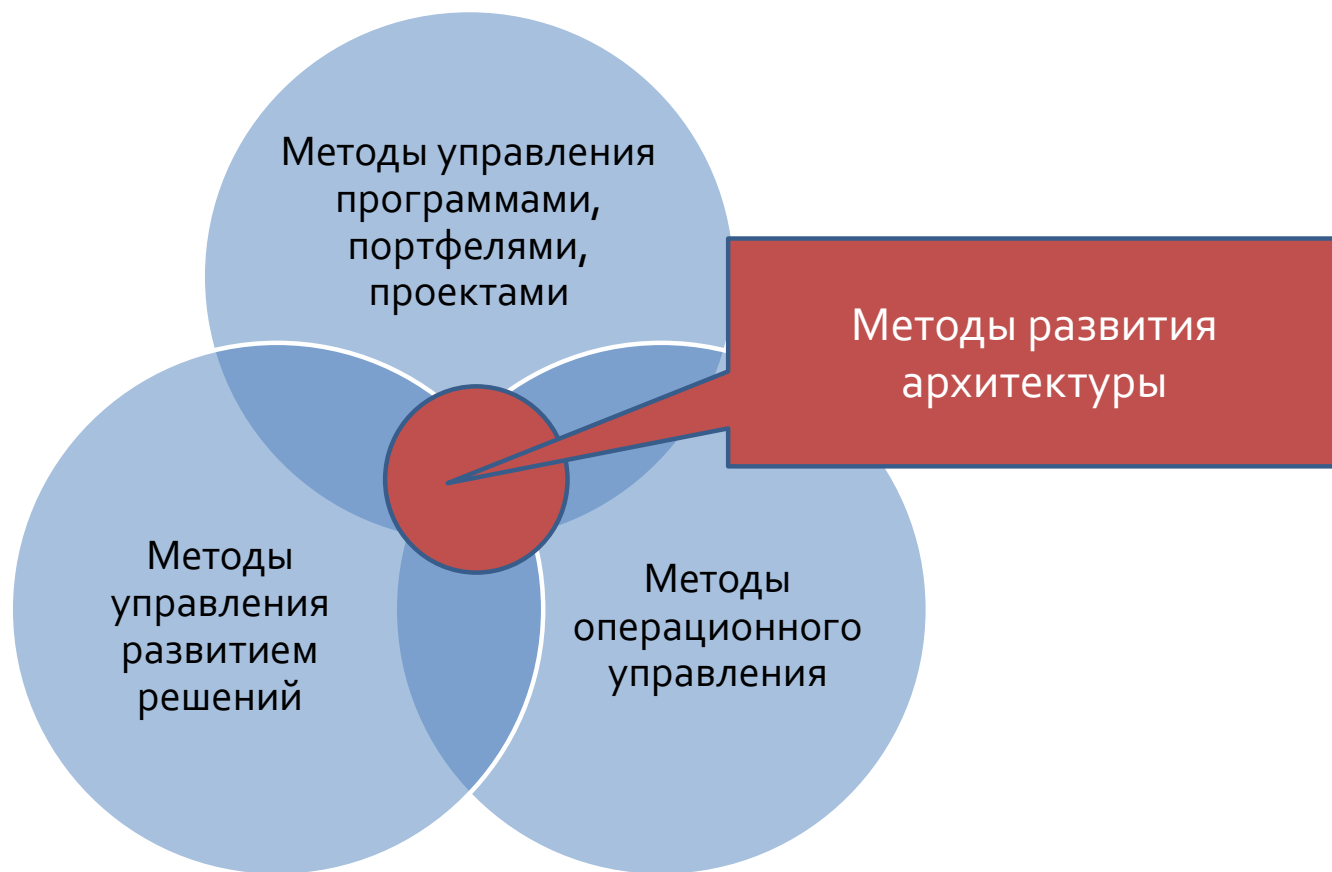 Методы управления
программами,
портфелями,
проектами
Методы развития
архитектуры
Методы
управления
развитием
решений
Методы
операционного
управления